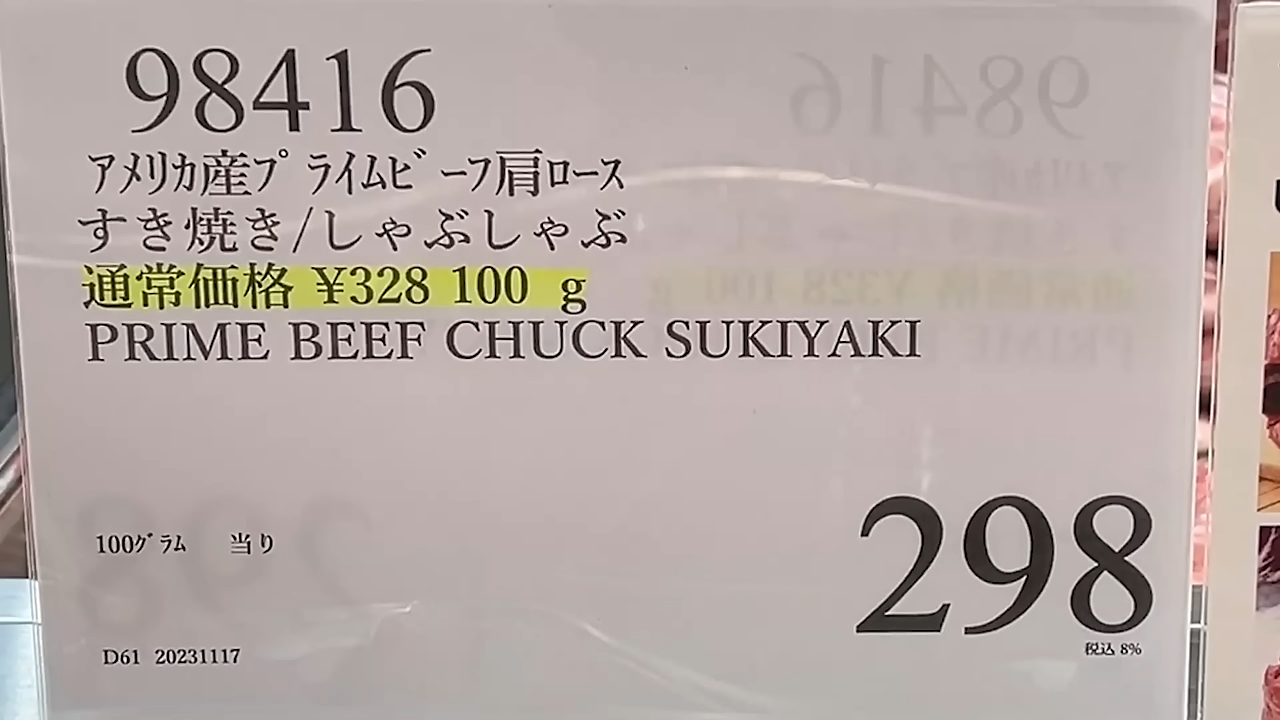 98416
ｱﾒﾘｶ産ﾌﾟﾗｲﾑﾋﾞｰﾌ肩ﾛｰｽ
すき焼き/しゃぶしゃぶ
通常価格 ¥328 100 g
PRIME BEEF CHUCK SUKIYAKI
298
100ｸﾞﾗﾑ 当り
税込 8%
D61 20231117